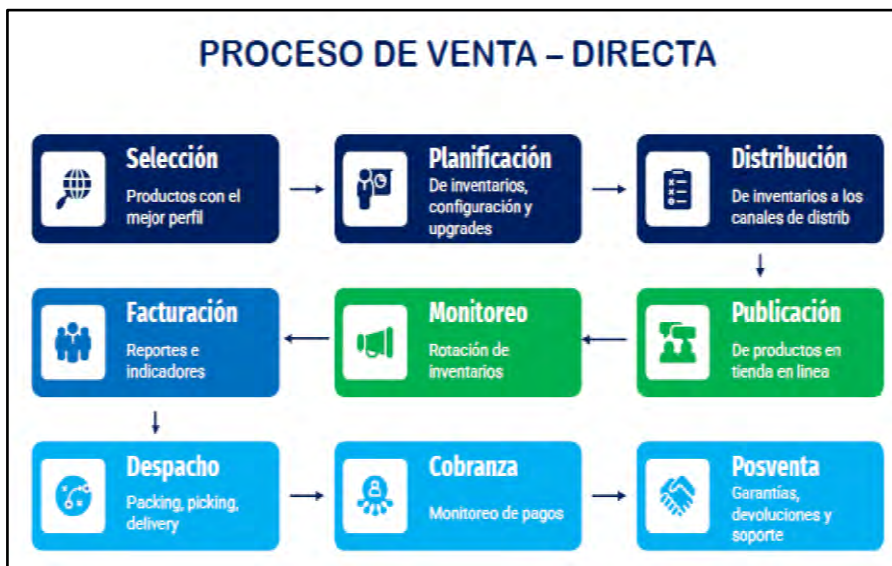 PROCESO DE VENTA – DIRECTA
Selección
Productos con el
mejor perfil
Planificación
De inventarios,
configuración y
upgrades
Distribución
De inventarios a los
canales de distrib
Publicación
De productos en
tienda en linea
Monitoreo
Rotación de
inventarios
Facturación
Reportes e
indicadores
Despacho
Packing, picking,
delivery
Cobranza
Monitoreo de pagos
Posventa
Garantías,
devoluciones y
soporte